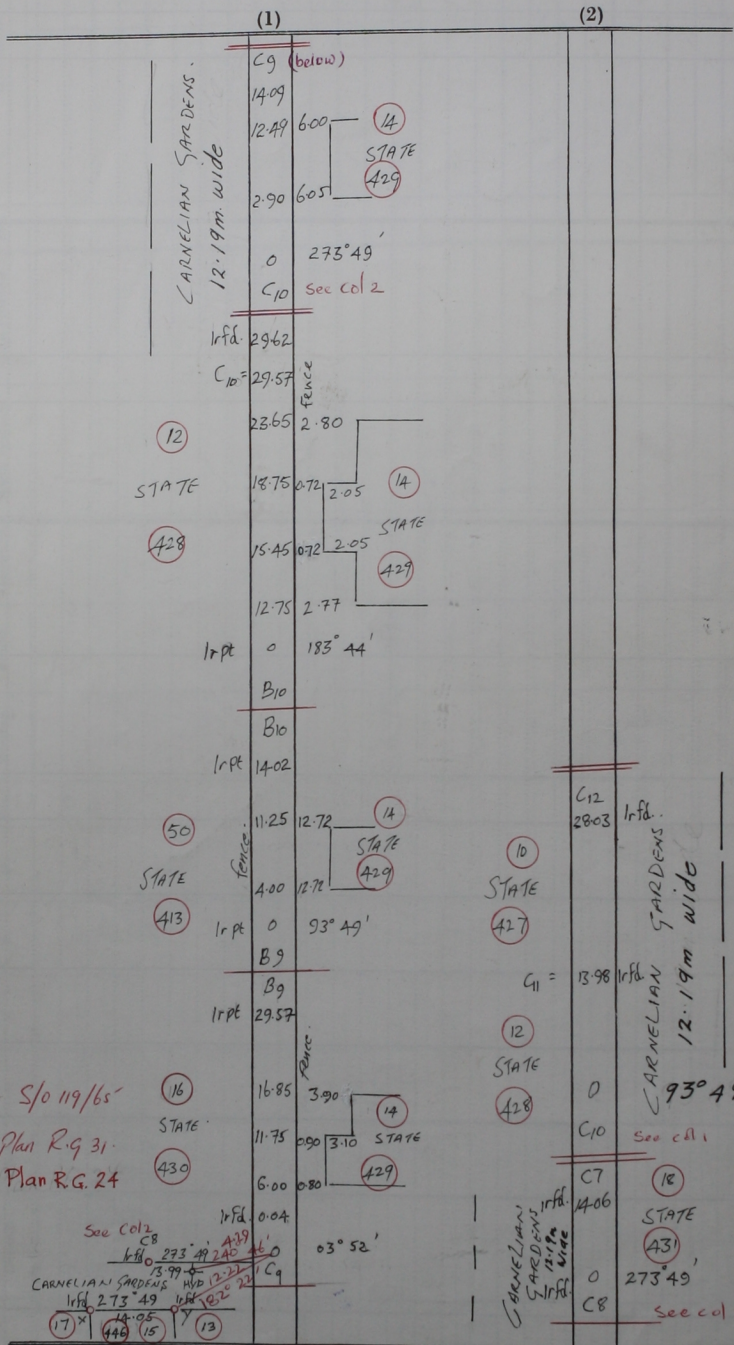 (1)
C9 (below)
14.09
12.49 6.00 14
STATE
429
2.90 6.05
CARNELIAN GARDENS.
12.19m wide
0 273°49'
C10 see col 2
Irfd. 29.62
C10 = 29.57
fence
23.65 2.80
12
STATE
428
18.75 0.72 2.05 14
STATE
429
15.45 0.72 2.05
12.75 2.77
Irpt 0 183°44'
B10
B10
Irpt 14.02
11.25 12.72 14
STATE
429
50
STATE
413
fence.
4.00 12.72
Irpt 0 93°49'
B9
B9
Irpt 29.57
fence.
S/O 119/65
Plan R.G 31.
Plan R.G. 24
16
STATE.
430
16.85 3.90
14
STATE
429
11.75 0.90 3.10
6.00 0.80
Irfd. 0.04
0 03°52'
C9
See Col2
C8
Irfd 273°49' 240°46' 4.29
13.99 HYD 12.22 182°22'
CARNELIAN GARDENS
Irfd 273°49 Irfd
17 X 14.05 Y 13
446 15
(2)
C12
28.03 Irfd.
10
STATE
427
CARNELIAN GARDENS.
12.19m wide
C11 = 13.98 Irfd.
12
STATE
428
0 93°4
C10 See col 1
C7
Irfd. 14.06
18
STATE
431
CARNELIAN
GARDENS
12.19m
Wide
Irfd. 0 273°49'
C8 See col